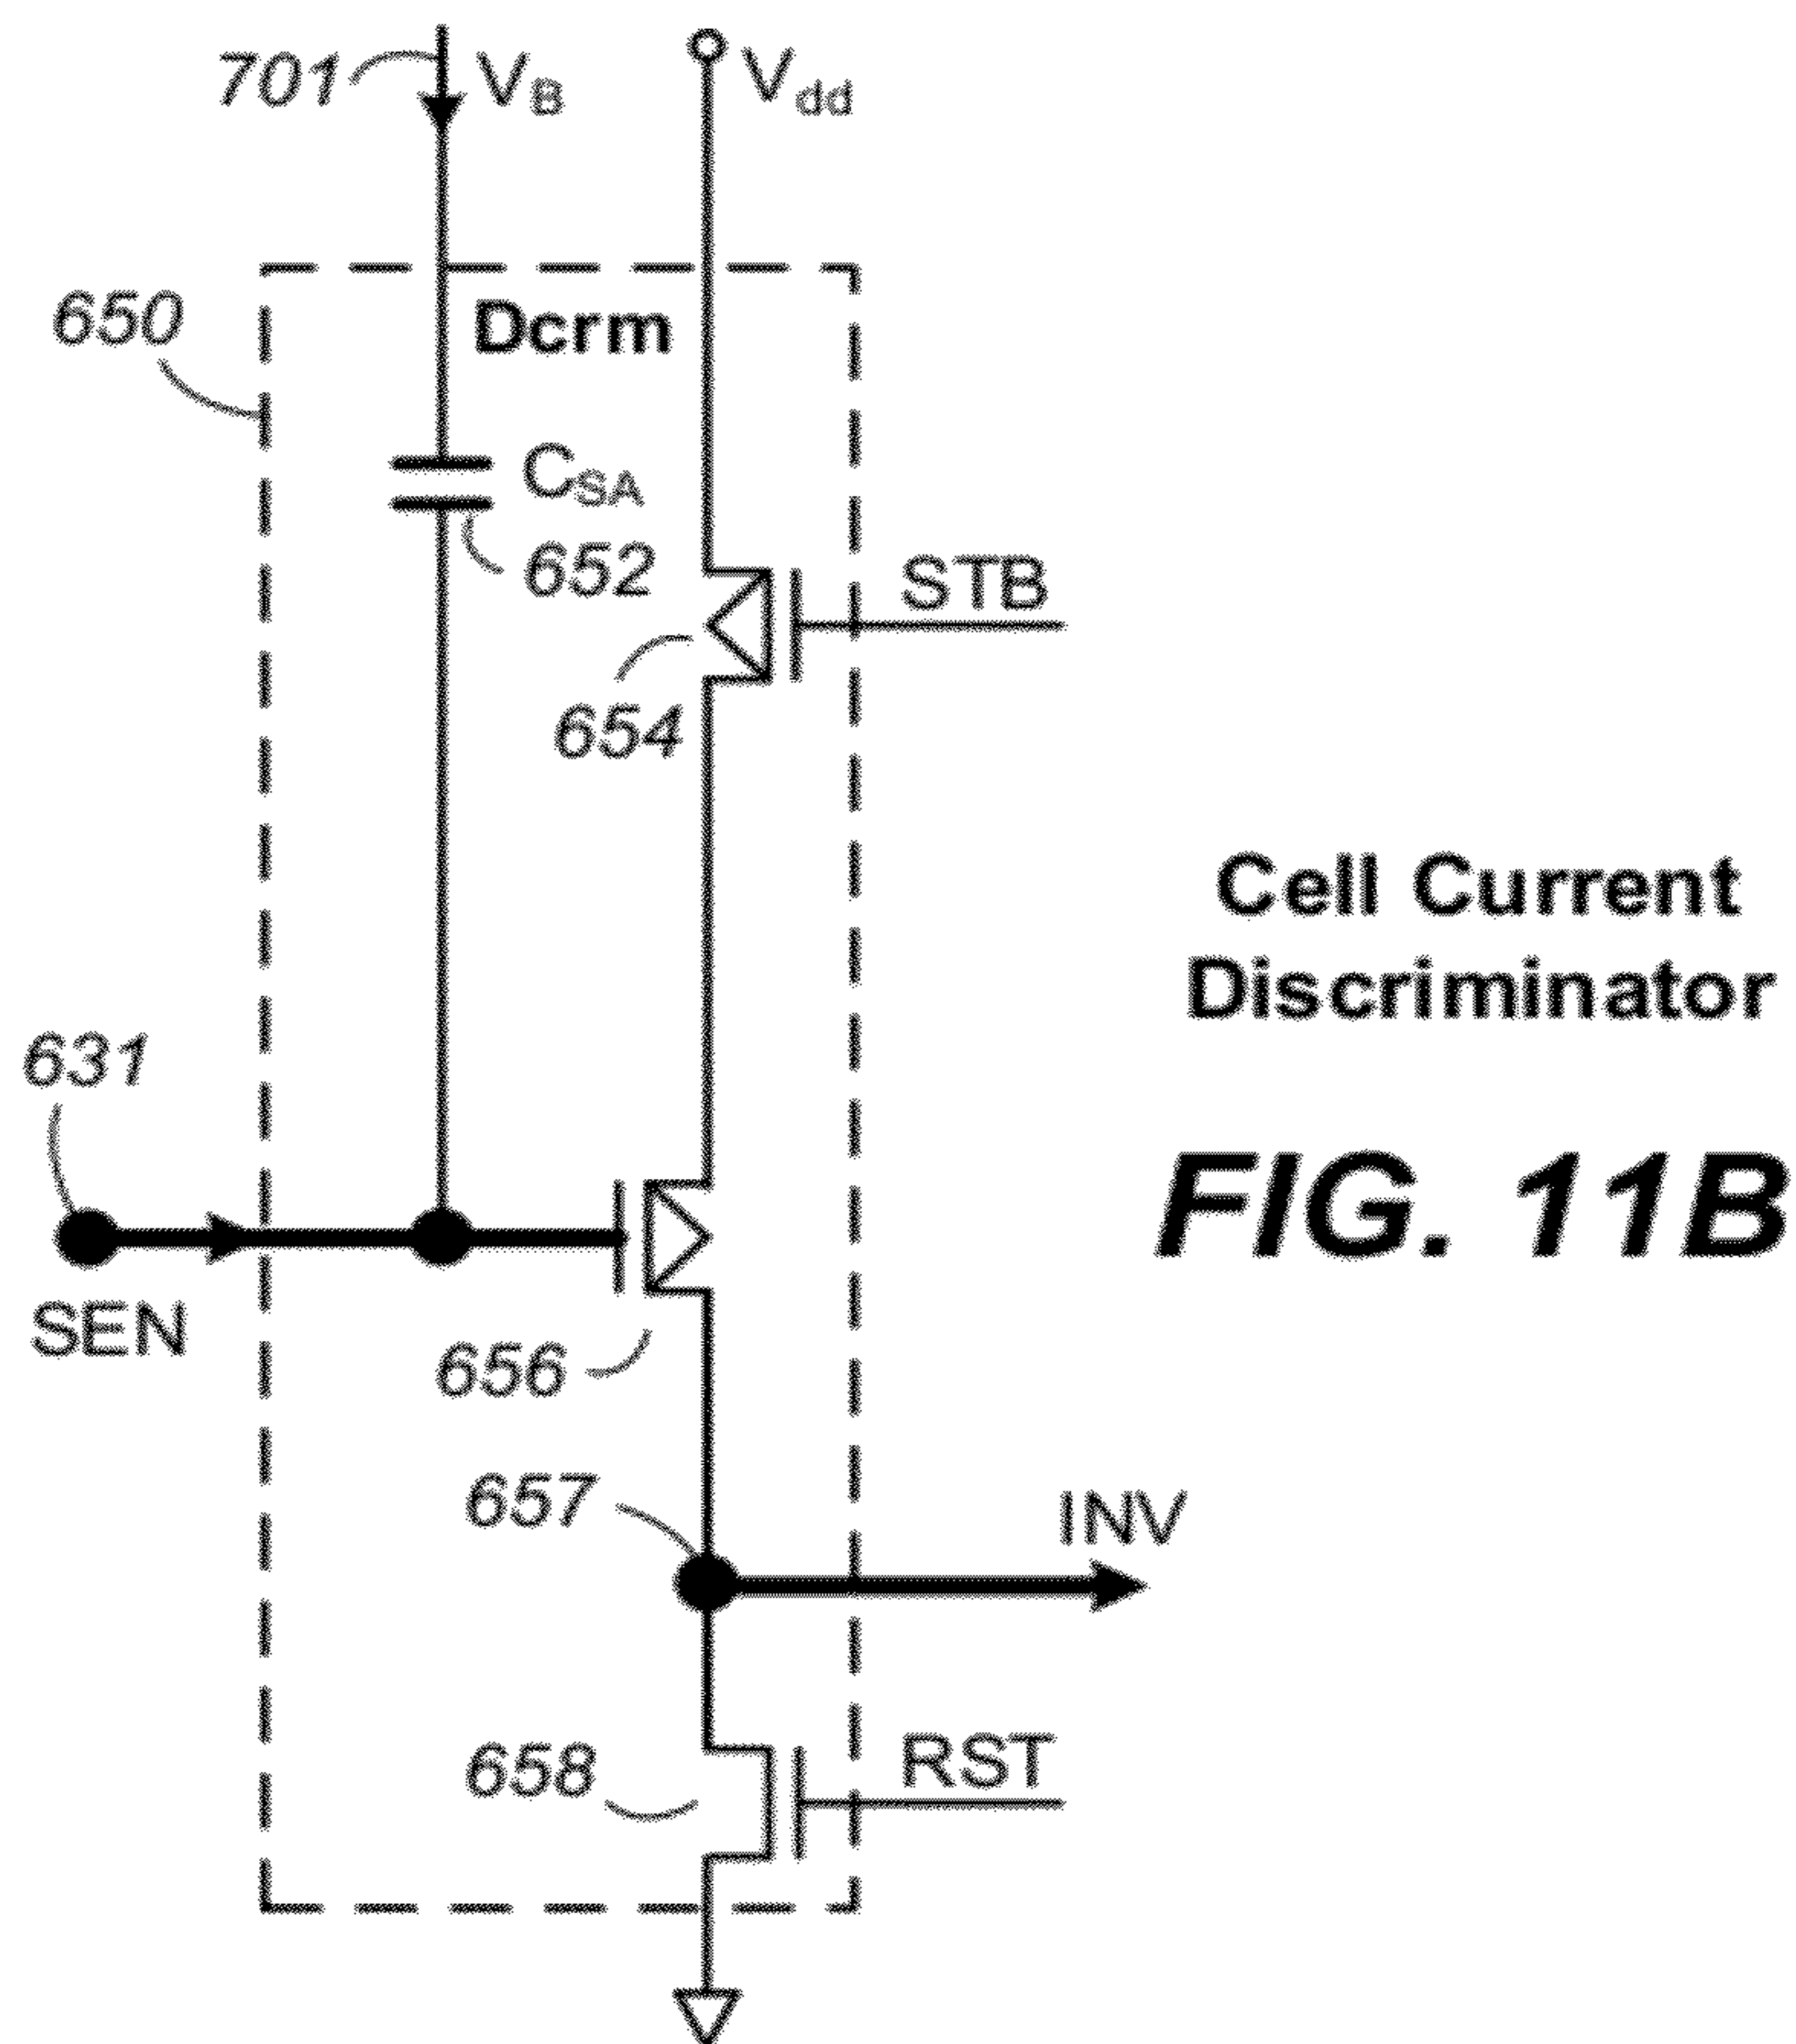 701 VB Vdd
650 Dcrm
CSA
652
STB
654
Cell Current
Discriminator
631
FIG. 11B
SEN
656
657
INV
658
RST